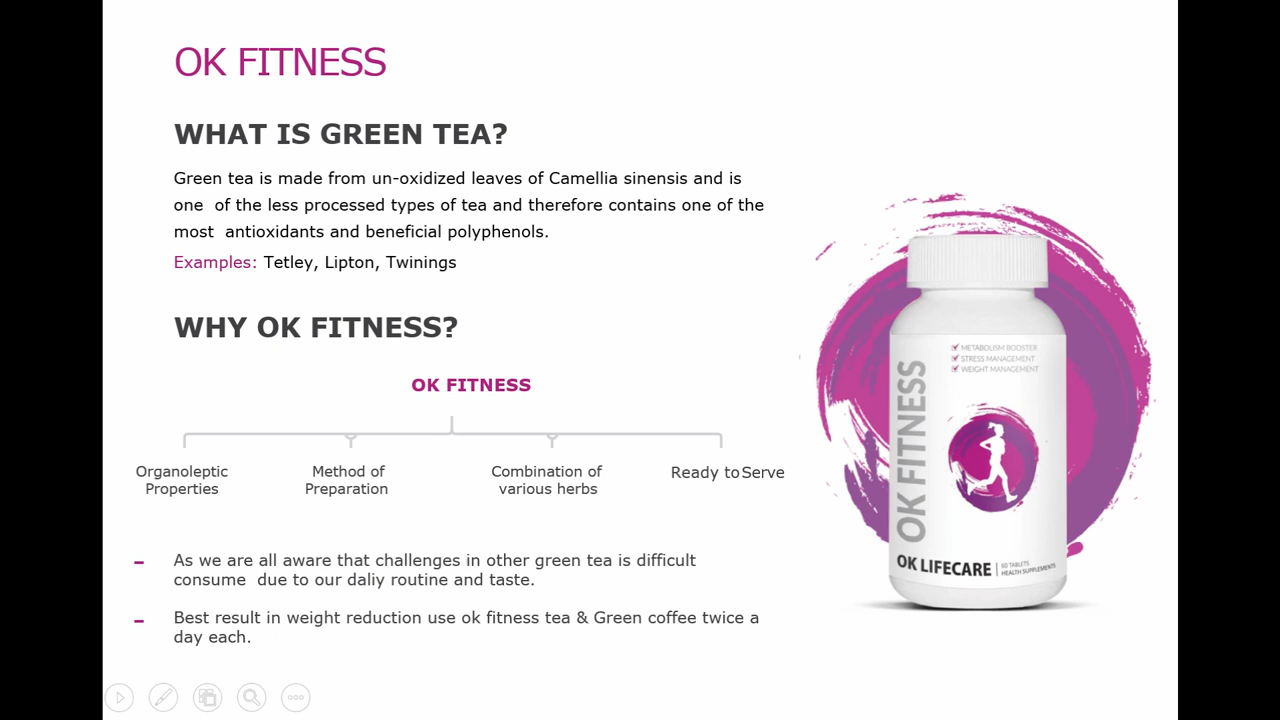 OK FITNESS
WHAT IS GREEN TEA?
Green tea is made from un-oxidized leaves of Camellia sinensis and is
one of the less processed types of tea and therefore contains one of the
most antioxidants and beneficial polyphenols.
Examples: Tetley, Lipton, Twinings
WHY OK FITNESS?
OK FITNESS
Organoleptic
Properties
Method of
Preparation
Combination of
various herbs
Ready to Serve
As we are all aware that challenges in other green tea is difficult
consume due to our daliy routine and taste.
Best result in weight reduction use ok fitness tea & Green coffee twice a
day each.
METABOLISM BOOSTER
STRESS MANAGEMENT
WEIGHT MANAGEMENT
OK FITNESS
OK LIFECARE
60 TABLETS
HEALTH SUPPLEMENTS